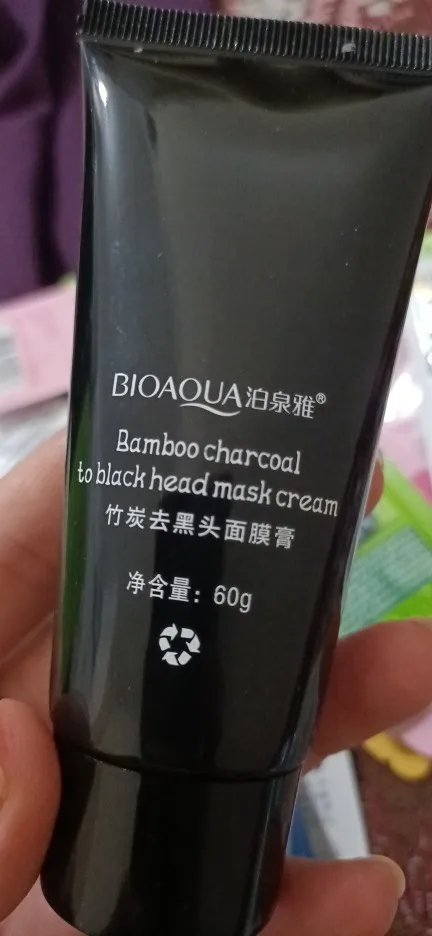 BIOAQUA泊泉雅®
Bamboo charcoal
to black head mask cream
竹炭去黑头面膜膏
净含量：60g